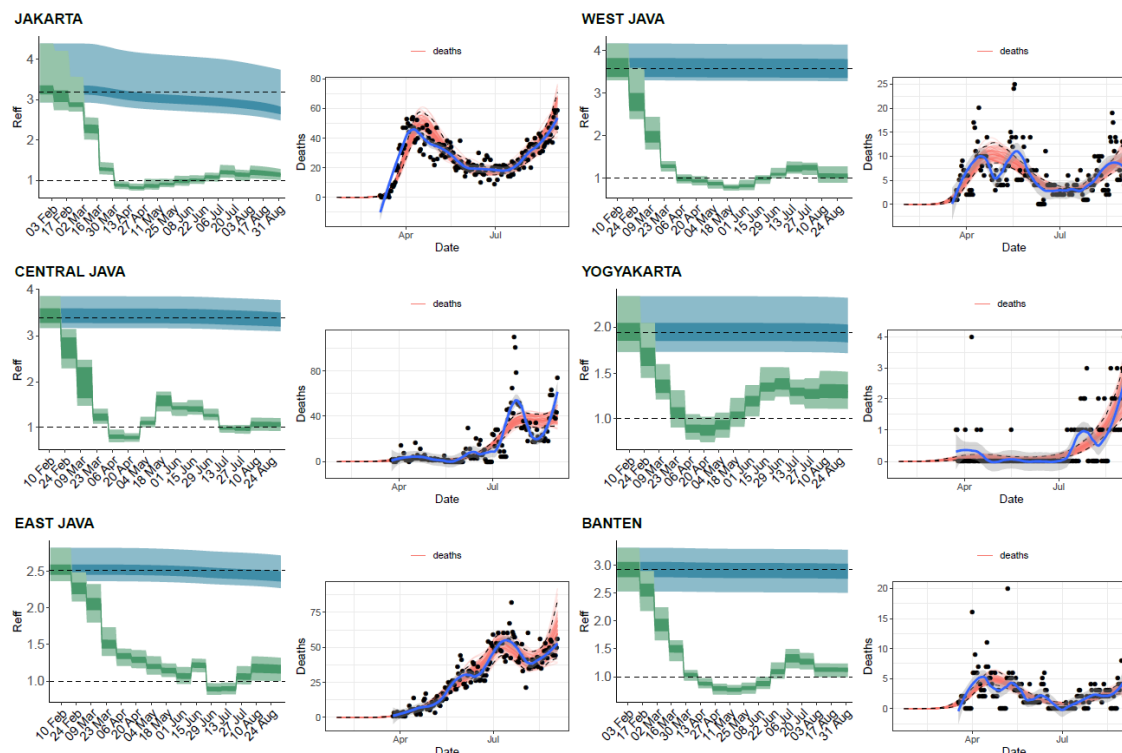 JAKARTA
Reff
4
3
2
1
03 Feb
17 Feb
02 Mar
16 Mar
30 Mar
13 Apr
27 Apr
11 May
25 May
08 Jun
22 Jun
06 Jul
20 Jul
03 Aug
17 Aug
31 Aug
deaths
Deaths
80
60
40
20
0
Apr
Jul
Date
WEST JAVA
Reff
4
3
2
1
10 Feb
24 Feb
09 Mar
23 Mar
06 Apr
20 Apr
04 May
18 May
01 Jun
15 Jun
29 Jun
13 Jul
27 Jul
10 Aug
24 Aug
deaths
Deaths
25
20
15
10
5
0
Apr
Jul
Date
CENTRAL JAVA
Reff
4
3
2
1
10 Feb
24 Feb
09 Mar
23 Mar
06 Apr
20 Apr
04 May
18 May
01 Jun
15 Jun
29 Jun
13 Jul
27 Jul
10 Aug
24 Aug
deaths
Deaths
80
40
0
Apr
Jul
Date
YOGYAKARTA
Reff
2.0
1.5
1.0
10 Feb
24 Feb
09 Mar
23 Mar
06 Apr
20 Apr
04 May
18 May
01 Jun
15 Jun
29 Jun
13 Jul
27 Jul
10 Aug
24 Aug
deaths
Deaths
4
3
2
1
0
Apr
Jul
Date
EAST JAVA
Reff
2.5
2.0
1.5
1.0
10 Feb
24 Feb
09 Mar
23 Mar
06 Apr
20 Apr
04 May
18 May
01 Jun
15 Jun
29 Jun
13 Jul
27 Jul
10 Aug
24 Aug
deaths
Deaths
75
50
25
0
Apr
Jul
Date
BANTEN
Reff
3.0
2.5
2.0
1.5
1.0
03 Feb
17 Feb
02 Mar
16 Mar
30 Mar
13 Apr
27 Apr
11 May
25 May
08 Jun
22 Jun
06 Jul
20 Jul
03 Aug
17 Aug
31 Aug
deaths
Deaths
20
15
10
5
0
Apr
Jul
Date